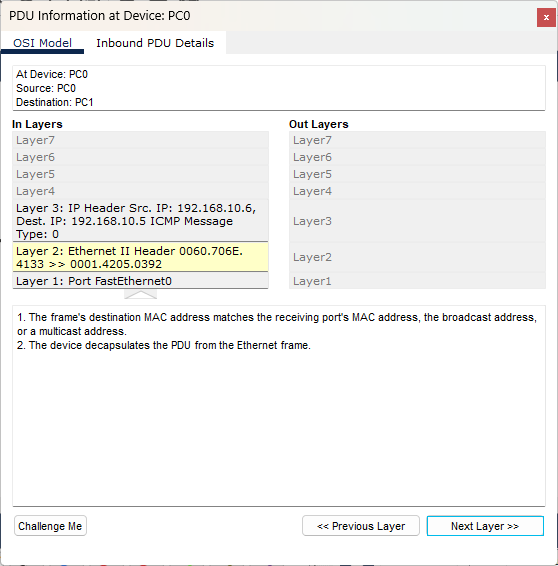 PDU Information at Device: PC0
x
OSI Model
Inbound PDU Details
At Device: PC0
Source: PC0
Destination: PC1
In Layers
Layer7
Layer6
Layer5
Layer4
Layer 3: IP Header Src. IP: 192.168.10.6,
Dest. IP: 192.168.10.5 ICMP Message
Type: 0
Layer 2: Ethernet II Header 0060.706E.
4133 >> 0001.4205.0392
Layer 1: Port FastEthernet0
Out Layers
Layer7
Layer6
Layer5
Layer4
Layer3
Layer2
Layer1
1. The frame's destination MAC address matches the receiving port's MAC address, the broadcast address,
or a multicast address.
2. The device decapsulates the PDU from the Ethernet frame.
Challenge Me
<< Previous Layer
Next Layer >>